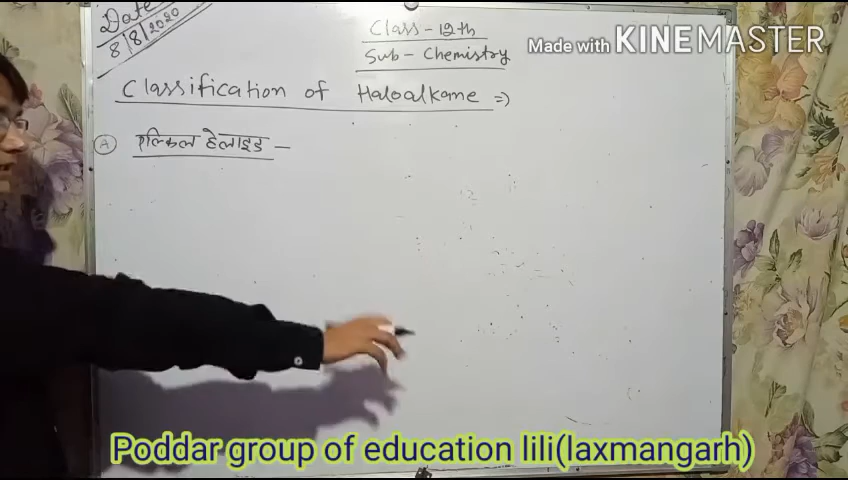 Date
8/8/2020
Class - 12th
Sub - Chemistry
Made with KINEMASTER
Classification of Haloalkane =>
(A) एल्किल हेलाइड —
Poddar group of education lili(laxmangarh)